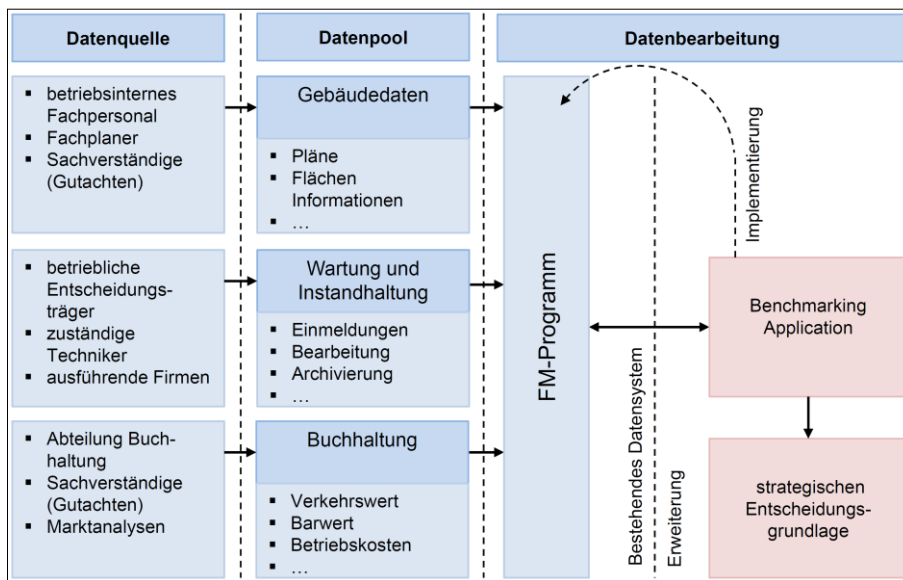 Datenquelle
Datenpool
Datenbearbeitung
▪ betriebsinternes
Fachpersonal
▪ Fachplaner
▪ Sachverständige
(Gutachten)
Gebäudedaten
▪ Pläne
▪ Flächen
Informationen
▪ …
▪ betriebliche
Entscheidungs-
träger
▪ zuständige
Techniker
▪ ausführende Firmen
Wartung und
Instandhaltung
▪ Einmeldungen
▪ Bearbeitung
▪ Archivierung
▪ …
▪ Abteilung Buch-
haltung
▪ Sachverständige
(Gutachten)
▪ Marktanalysen
Buchhaltung
▪ Verkehrswert
▪ Barwert
▪ Betriebskosten
▪ …
FM-Programm
Bestehendes Datensystem
Erweiterung
Implementierung
Benchmarking
Application
strategischen
Entscheidungs-
grundlage